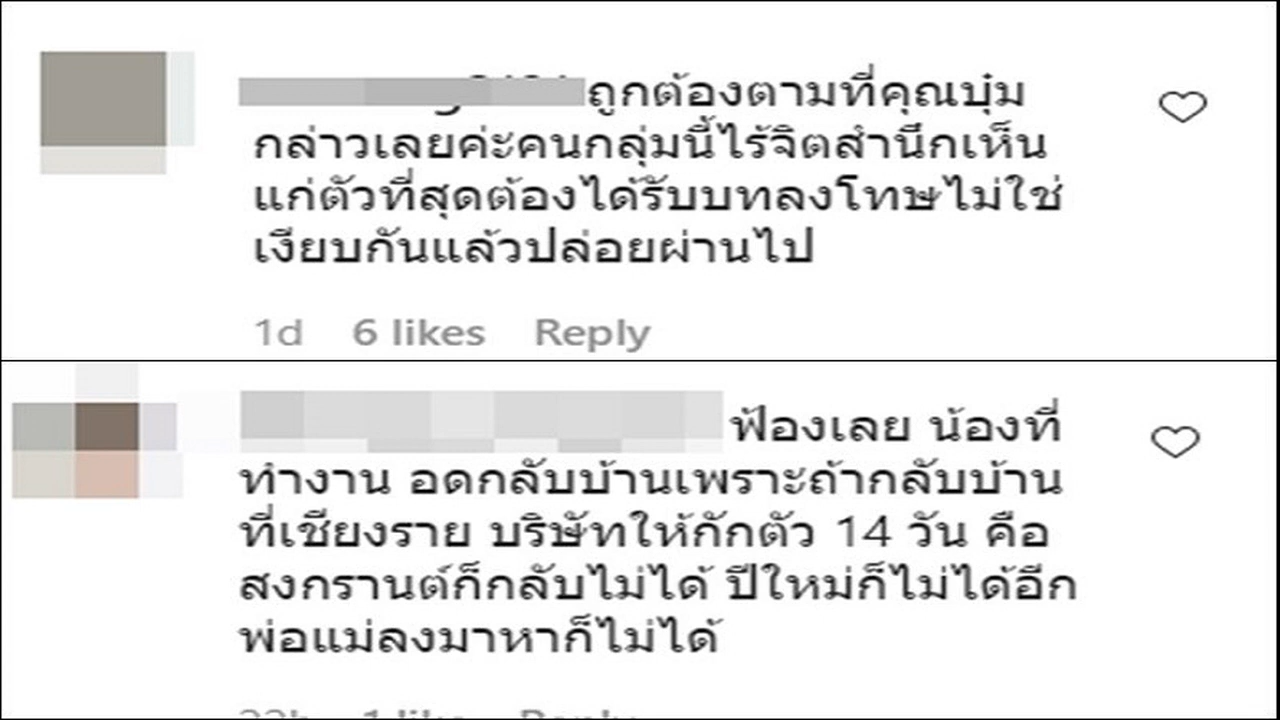 ถูกต้องตามที่คุณบุ๋ม
กล่าวเลยค่ะคนกลุ่มนี้ไร้จิตสำนึกเห็น
แก่ตัวที่สุดต้องได้รับบทลงโทษไม่ใช่
เงียบกันแล้วปล่อยผ่านไป
1d 6 likes Reply
ฟ้องเลย น้องที่
ทำงาน อดกลับบ้านเพราะถ้ากลับบ้าน
ที่เชียงราย บริษัทให้กักตัว 14 วัน คือ
สงกรานต์ก็กลับไม่ได้ ปีใหม่ก็ไม่ได้อีก
พ่อแม่ลงมาหาก็ไม่ได้
1 like Reply